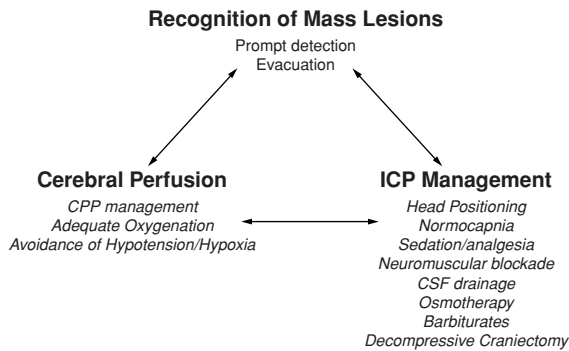 Recognition of Mass Lesions
Prompt detection
Evacuation
Cerebral Perfusion
CPP management
Adequate Oxygenation
Avoidance of Hypotension/Hypoxia
ICP Management
Head Positioning
Normocapnia
Sedation/analgesia
Neuromuscular blockade
CSF drainage
Osmotherapy
Barbiturates
Decompressive Craniectomy